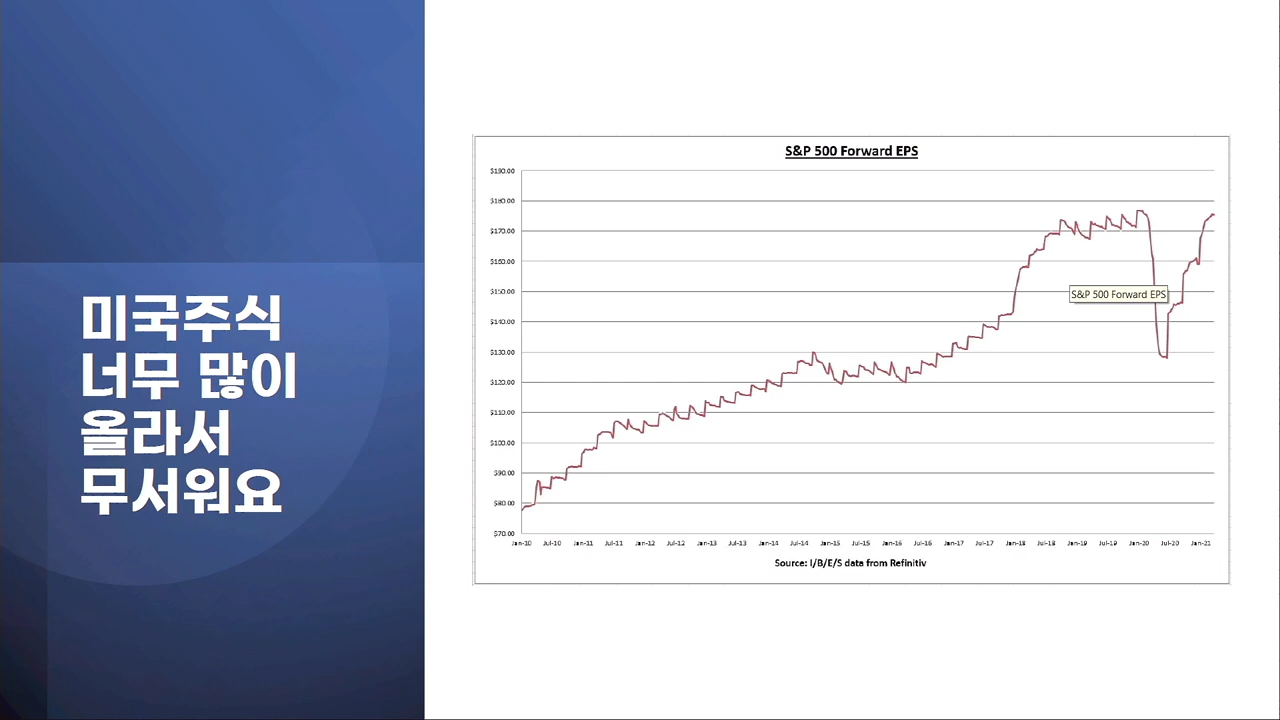 미국주식
너무 많이
올라서
무서워요
S&P 500 Forward EPS
$190.00
$180.00
$170.00
$160.00
$150.00
$140.00
$130.00
$120.00
$110.00
$100.00
$90.00
$80.00
$70.00
S&P 500 Forward EPS
Jan-10 Jul-10 Jan-11 Jul-11 Jan-12 Jul-12 Jan-13 Jul-13 Jan-14 Jul-14 Jan-15 Jul-15 Jan-16 Jul-16 Jan-17 Jul-17 Jan-18 Jul-18 Jan-19 Jul-19 Jan-20 Jul-20 Jan-21
Source: I/B/E/S data from Refinitiv